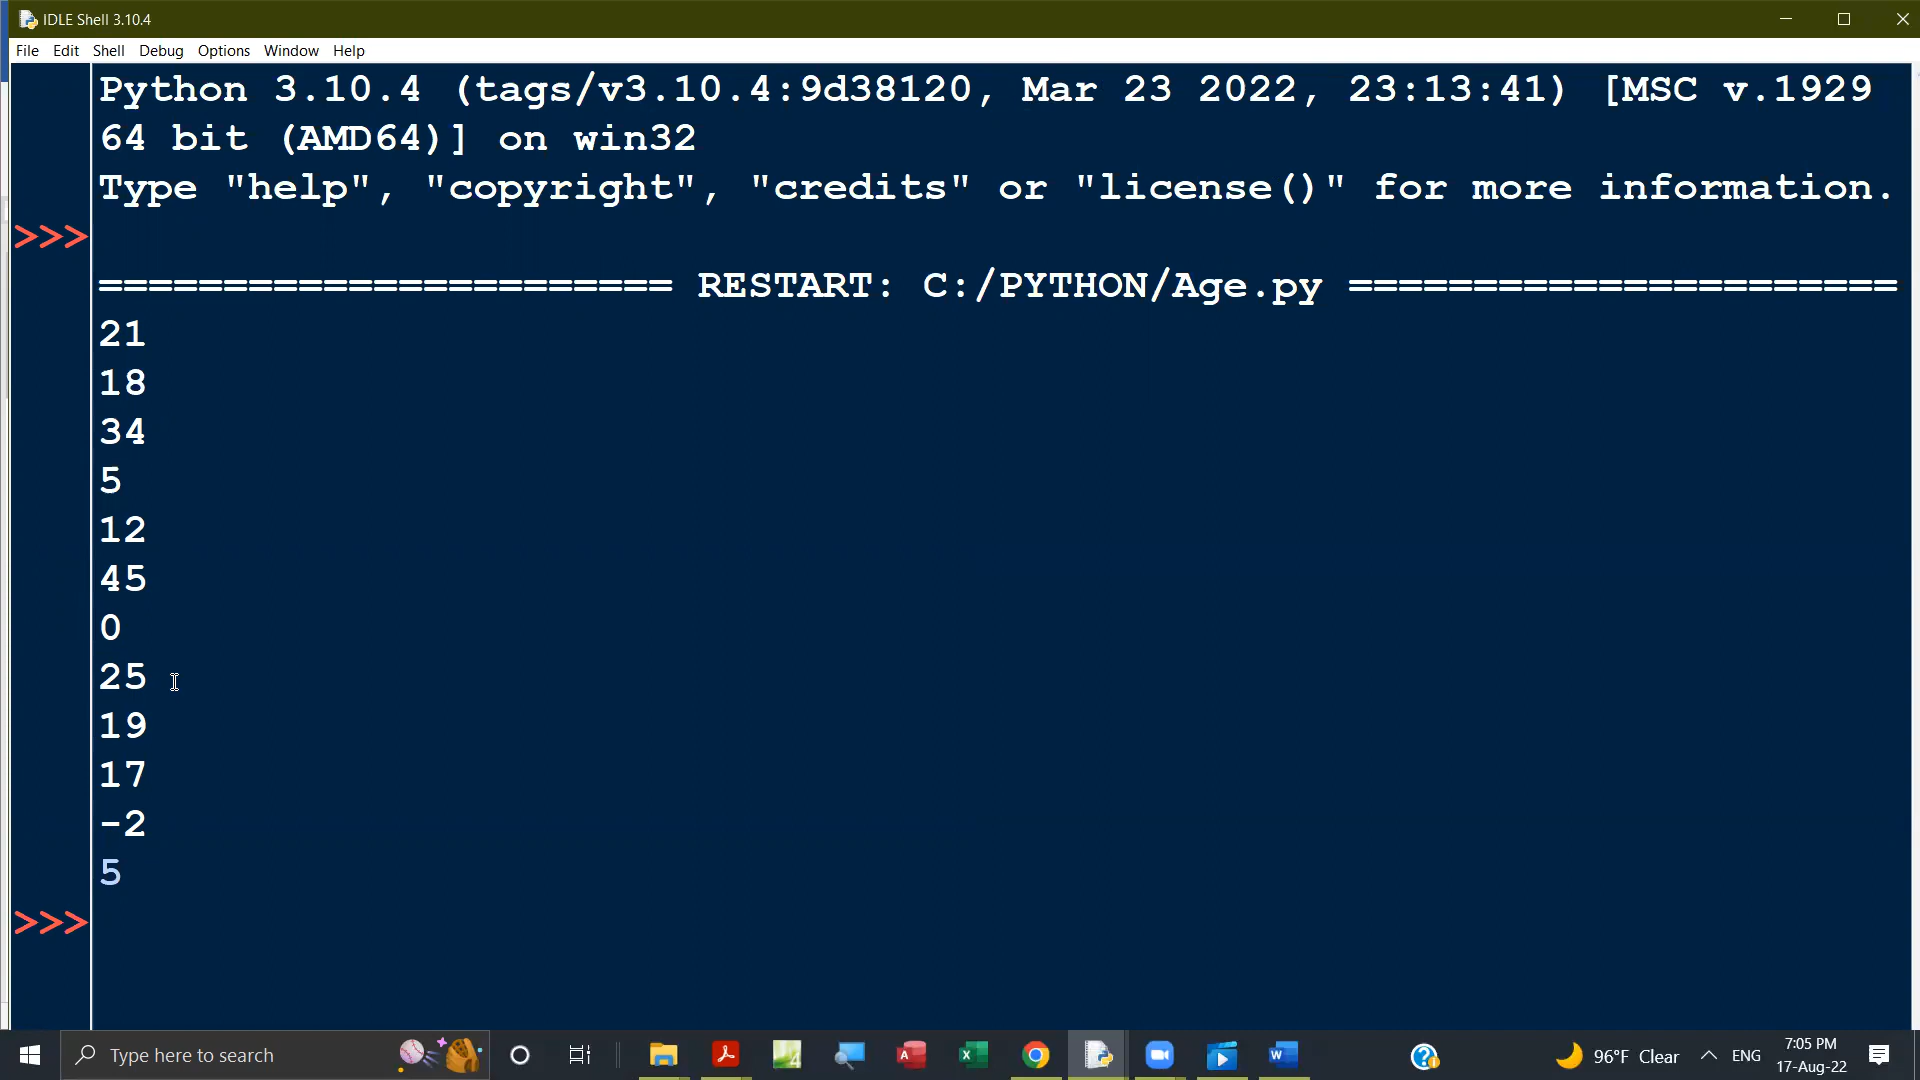 IDLE Shell 3.10.4
File Edit Shell Debug Options Window Help
Python 3.10.4 (tags/v3.10.4:9d38120, Mar 23 2022, 23:13:41) [MSC v.1929
64 bit (AMD64)] on win32
Type "help", "copyright", "credits" or "license()" for more information.
>>>
======================= RESTART: C:/PYTHON/Age.py ======================
21
18
34
5
12
45
0
25
19
17
-2
5
>>>
Type here to search
96°F Clear
ENG
7:05 PM
17-Aug-22